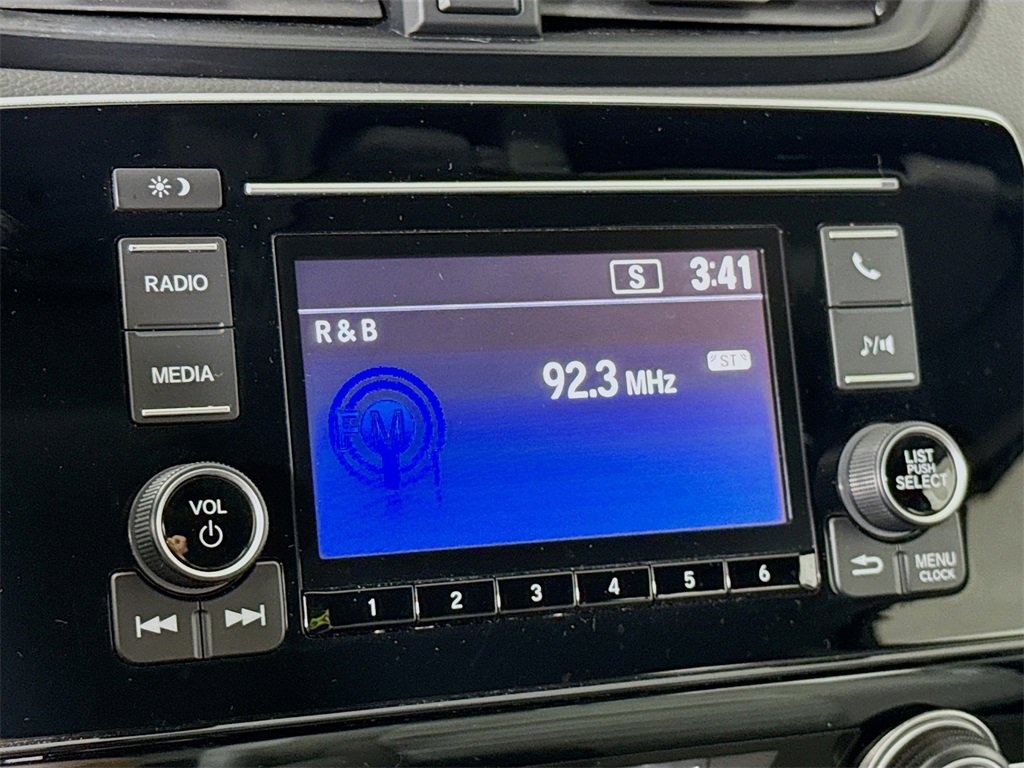 RADIO
MEDIA
S 3:41
R & B
92.3 MHz ST
FM
VOL
1 2 3 4 5 6
LIST
PUSH
SELECT
MENU
CLOCK